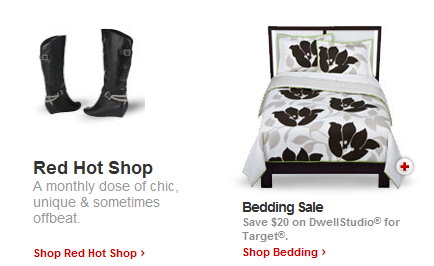 Red Hot Shop
A monthly dose of chic,
unique & sometimes
offbeat.
Shop Red Hot Shop ›
Bedding Sale
Save $20 on DwellStudio® for
Target®.
Shop Bedding ›